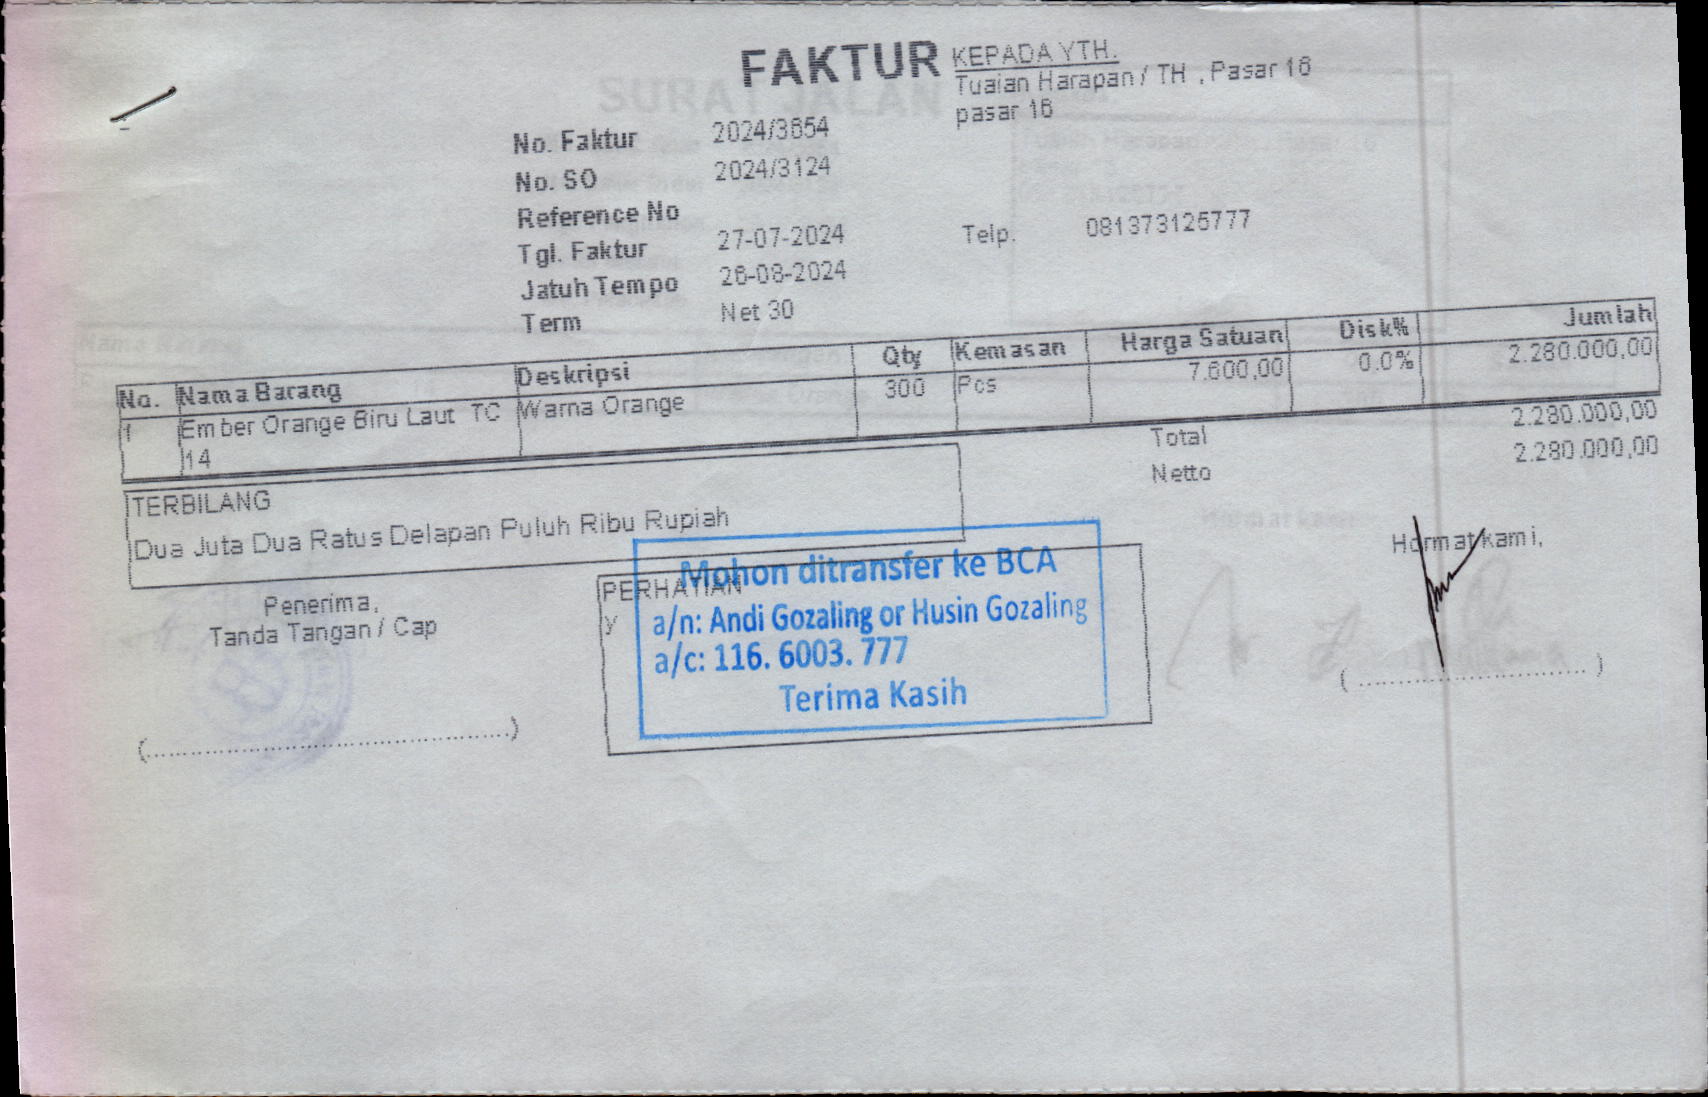 FAKTUR
KEPADA YTH.
Tuaian Harapan / TH , Pasar 16
pasar 16
No. Faktur 2024/3654
No. SO 2024/3124
Reference No
Tgl. Faktur 27-07-2024
Telp. 081373125777
Jatuh Tempo 26-08-2024
Term Net 30
No. Nama Barang Deskripsi Qty Kemasan Harga Satuan Disk% Jumlah
1 Ember Orange Biru Laut TC Warna Orange 300 Pcs 7.600,00 0.0% 2.280.000,00
14
Total 2.280.000,00
Netto 2.280.000,00
TERBILANG
Dua Juta Dua Ratus Delapan Puluh Ribu Rupiah
Penerima,
Tanda Tangan / Cap
(................................................)
PERHATIAN
y
Mohon ditransfer ke BCA
a/n: Andi Gozaling or Husin Gozaling
a/c: 116. 6003. 777
Terima Kasih
Hormat kami,
(..............................)
SURAT JALAN
Nama Barang